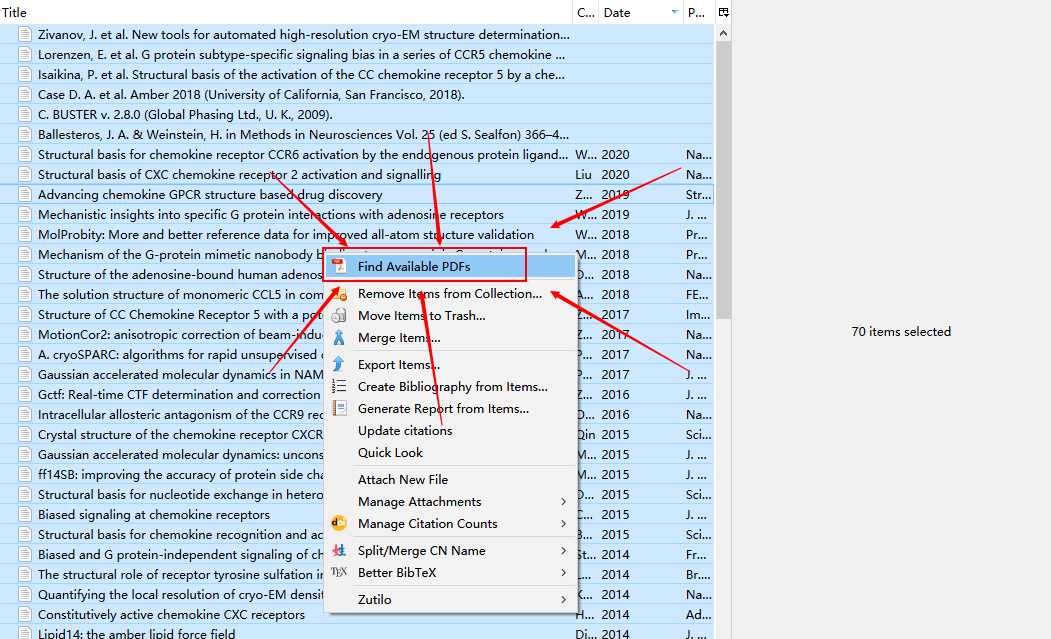 Title C... Date P...
Zivanov, J. et al. New tools for automated high-resolution cryo-EM structure determination...
Lorenzen, E. et al. G protein subtype-specific signaling bias in a series of CCR5 chemokine ...
Isaikina, P. et al. Structural basis of the activation of the CC chemokine receptor 5 by a che...
Case D. A. et al. Amber 2018 (University of California, San Francisco, 2018).
C. BUSTER v. 2.8.0 (Global Phasing Ltd., U. K., 2009).
Ballesteros, J. A. & Weinstein, H. in Methods in Neurosciences Vol. 25 (ed S. Sealfon) 366–4...
Structural basis for chemokine receptor CCR6 activation by the endogenous protein ligand... W... 2020 Na...
Structural basis of CXC chemokine receptor 2 activation and signalling Liu 2020 Na...
Advancing chemokine GPCR structure based drug discovery Z... 2019 Str...
Mechanistic insights into specific G protein interactions with adenosine receptors W... 2019 J. ...
MolProbity: More and better reference data for improved all-atom structure validation W... 2018 Pr...
Mechanism of the G-protein mimetic nanobody M... 2018 Pr...
Find Available PDFs
Structure of the adenosine-bound human adenos D... 2018 Na...
The solution structure of monomeric CCL5 in com A... 2018 FE...
Remove Items from Collection...
Structure of CC Chemokine Receptor 5 with a pot Z... 2017 Im...
Move Items to Trash...
MotionCor2: anisotropic correction of beam-indu Z... 2017 Na...
Merge Items...
70 items selected
A. cryoSPARC: algorithms for rapid unsupervised P... 2017 Na...
Export Items...
Gaussian accelerated molecular dynamics in NAM P... 2017 J. ...
Create Bibliography from Items...
Gctf: Real-time CTF determination and correction Z... 2016 J. ...
Generate Report from Items...
Intracellular allosteric antagonism of the CCR9 rec O... 2016 Na...
Update citations
Crystal structure of the chemokine receptor CXCR Qin 2015 Sci...
Quick Look
Gaussian accelerated molecular dynamics: uncons M... 2015 J. ...
ff14SB: improving the accuracy of protein side cha M... 2015 J. ...
Attach New File
Structural basis for nucleotide exchange in hetero D... 2015 Sci...
Manage Attachments
Biased signaling at chemokine receptors C... 2015 J. ...
Manage Citation Counts
Structural basis for chemokine recognition and ac B... 2015 Sci...
Split/Merge CN Name
Biased and G protein-independent signaling of ch St... 2014 Fr...
Better BibTeX
The structural role of receptor tyrosine sulfation in L... 2014 Br....
Quantifying the local resolution of cryo-EM densit K... 2014 Na...
Zutilo
Constitutively active chemokine CXC receptors H... 2014 Ad...
Lipid14: the amber lipid force field Di... 2014 J. ...